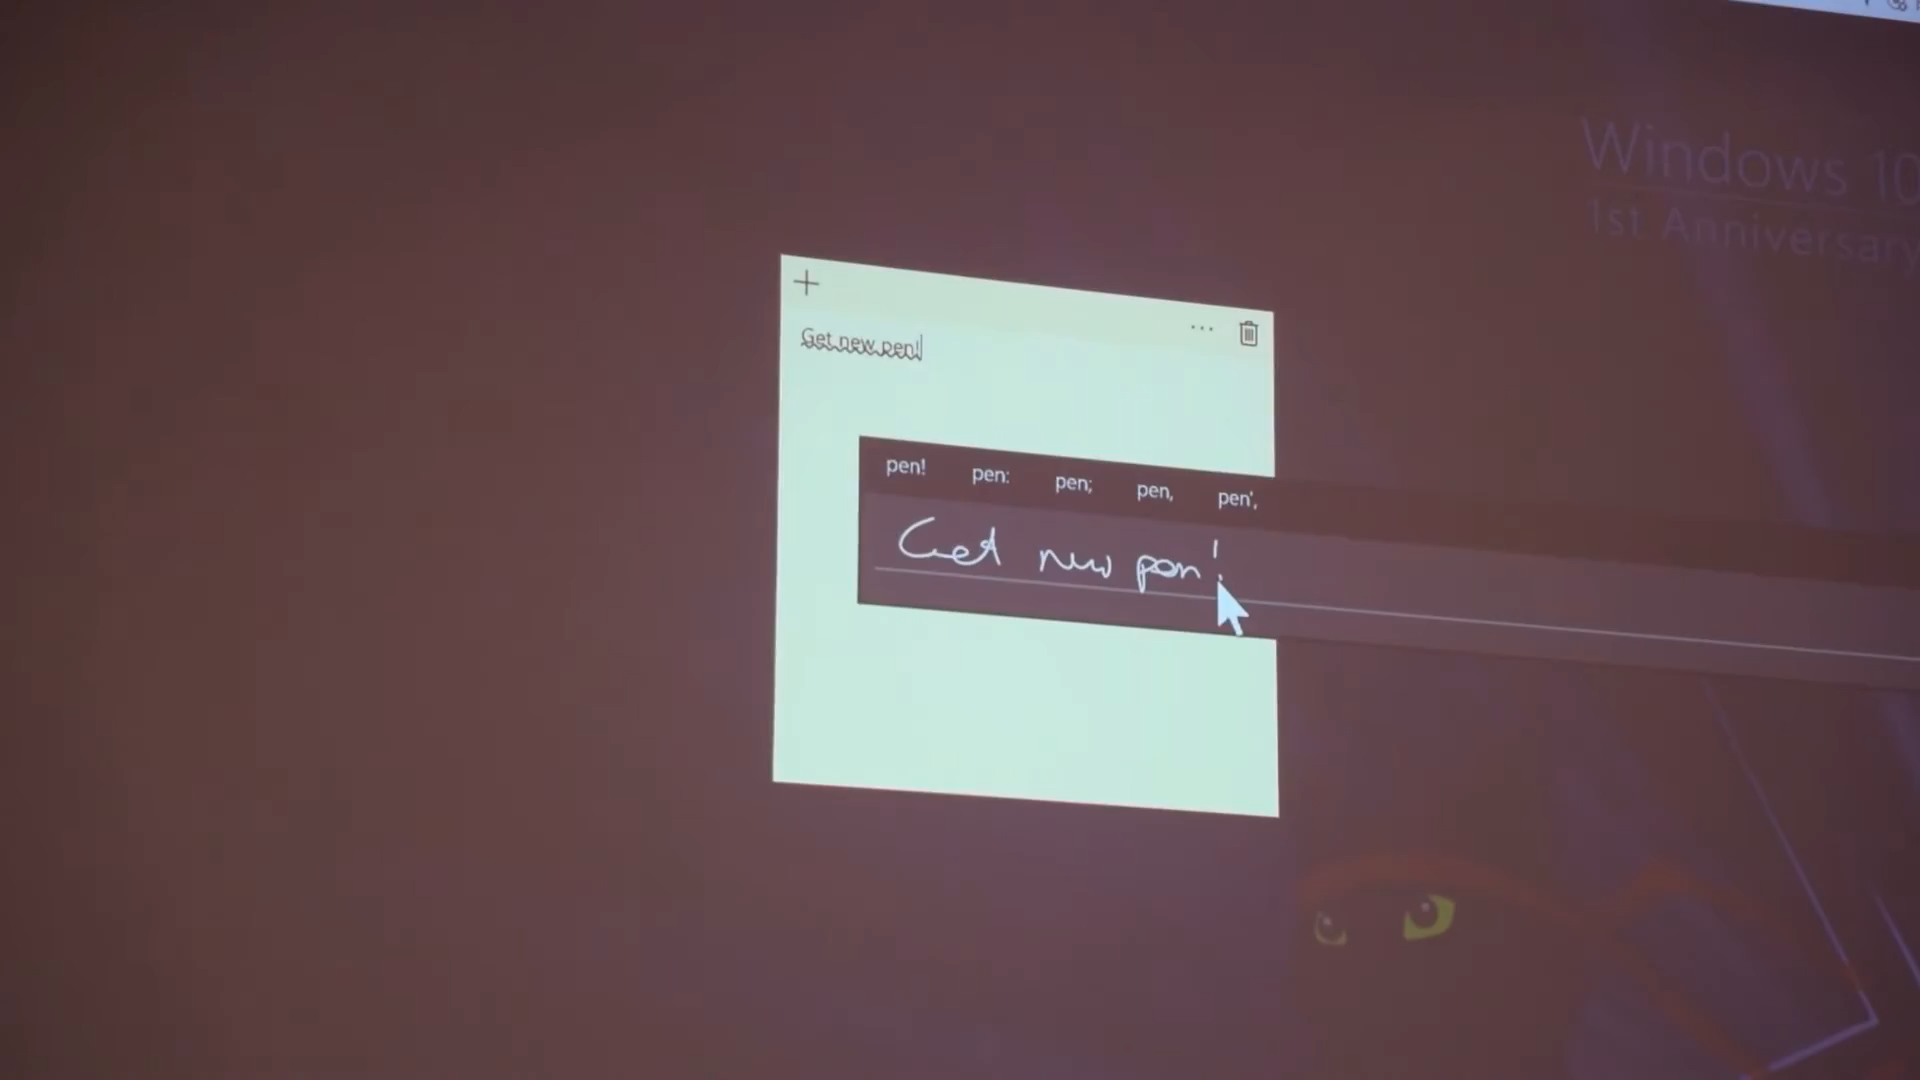 Windows 10
1st Anniversary
Get new pen!
pen! pen: pen; pen, pen',
Get new pen!